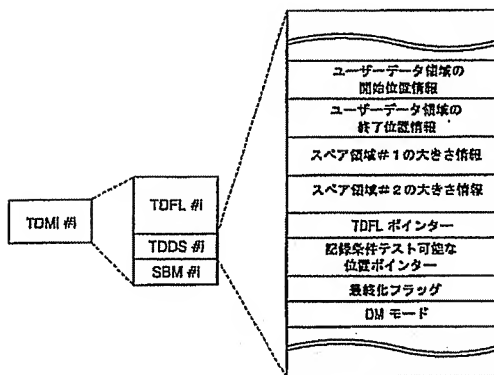 TDMI #i
TDFL #i
TDDS #i
SBM #i
ユーザーデータ領域の
開始位置情報
ユーザーデータ領域の
終了位置情報
スペア領域#1の大きさ情報
スペア領域#2の大きさ情報
TDFL ポインター
記録条件テスト可能な
位置ポインター
最終化フラッグ
DM モード